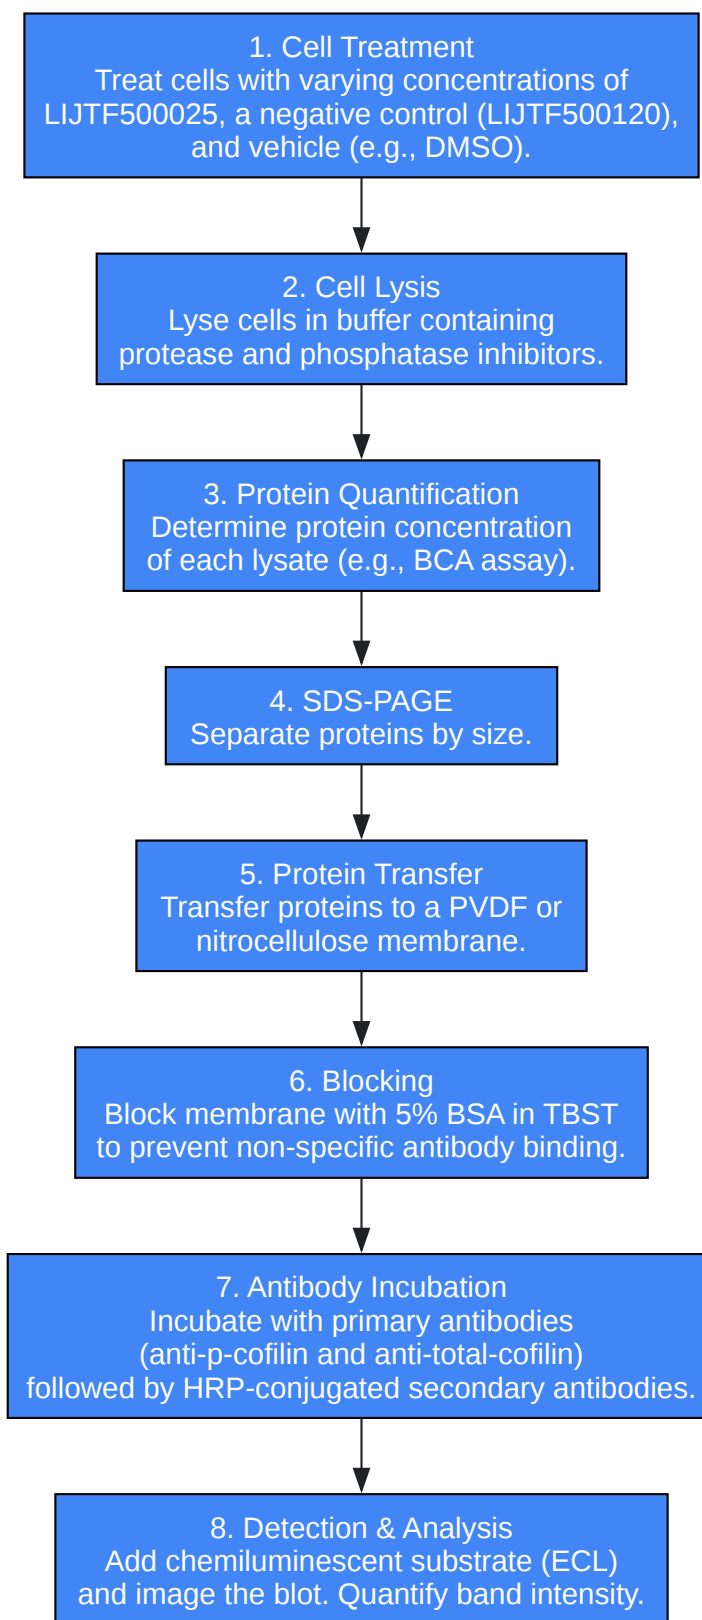 1. Cell Treatment
Treat cells with varying concentrations of
LIJTF500025, a negative control (LIJTF500120),
and vehicle (e.g., DMSO).
2. Cell Lysis
Lyse cells in buffer containing
protease and phosphatase inhibitors.
3. Protein Quantification
Determine protein concentration
of each lysate (e.g., BCA assay).
4. SDS-PAGE
Separate proteins by size.
5. Protein Transfer
Transfer proteins to a PVDF or
nitrocellulose membrane.
6. Blocking
Block membrane with 5% BSA in TBST
to prevent non-specific antibody binding.
7. Antibody Incubation
Incubate with primary antibodies
(anti-p-cofilin and anti-total-cofilin)
followed by HRP-conjugated secondary antibodies.
8. Detection & Analysis
Add chemiluminescent substrate (ECL)
and image the blot. Quantify band intensity.